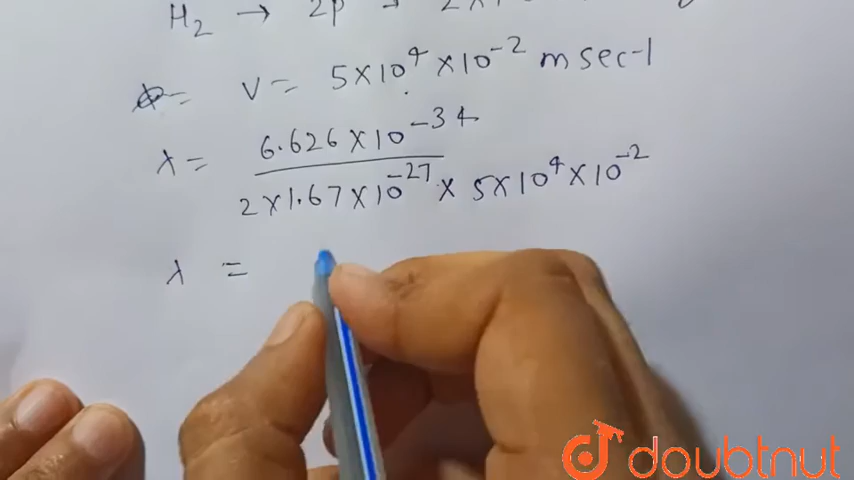 H₂ → 2p
v = 5×10⁴×10⁻² m sec-1
λ = 6.626×10⁻³⁴
2×1.67×10⁻²⁷ × 5×10⁴×10⁻²
λ =
doubtnut